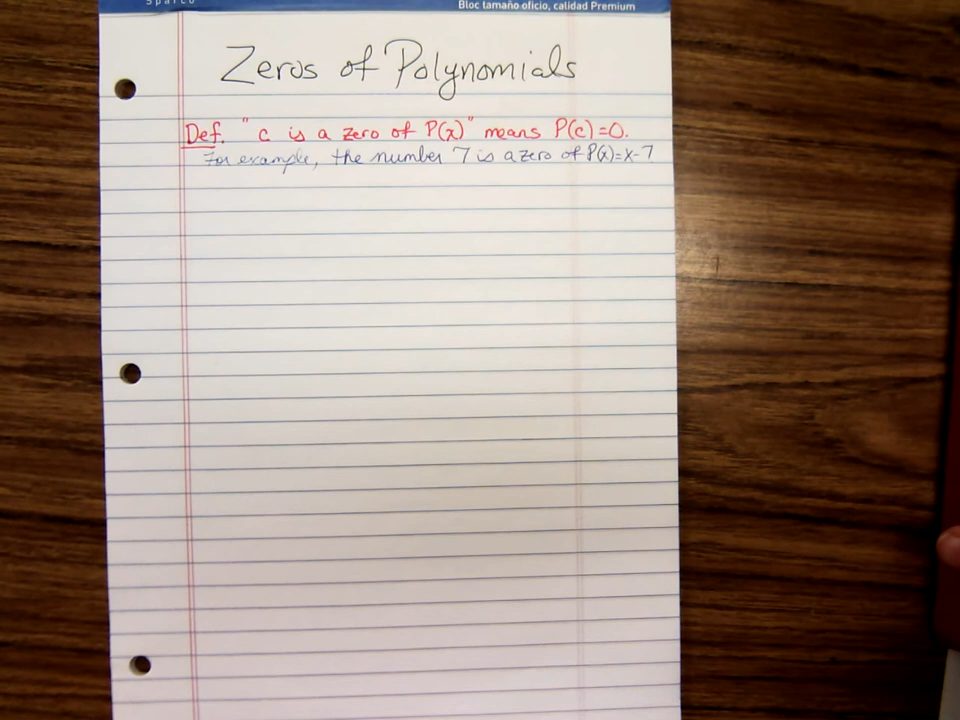 Sparco
Bloc tamaño oficio, calidad Premium
Zeros of Polynomials
Def. "c is a zero of P(x)" means P(c)=0.
For example, the number 7 is a zero of P(x)=x-7